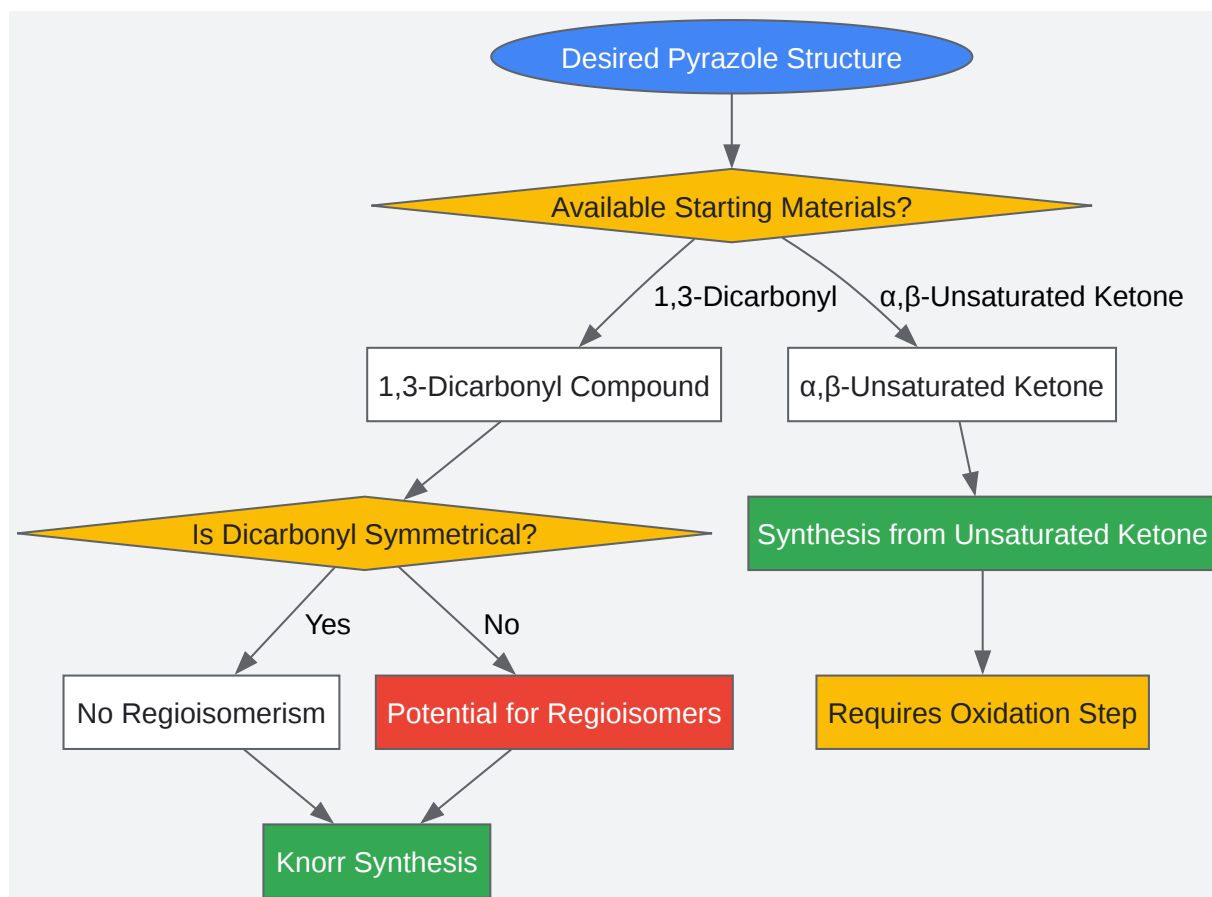 Desired Pyrazole Structure
Available Starting Materials?
1,3-Dicarbonyl
α,β-Unsaturated Ketone
1,3-Dicarbonyl Compound
α,β-Unsaturated Ketone
Is Dicarbonyl Symmetrical?
Synthesis from Unsaturated Ketone
Yes
No
No Regioisomerism
Potential for Regioisomers
Requires Oxidation Step
Knorr Synthesis